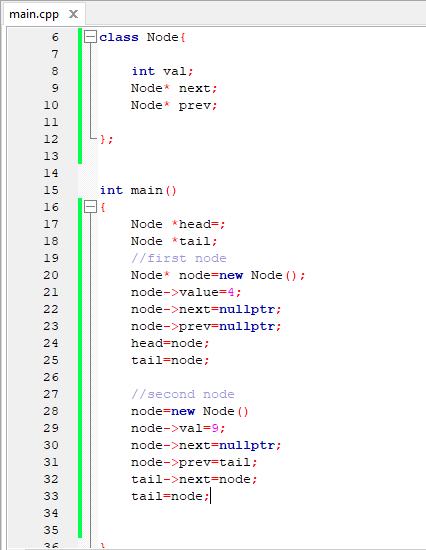 main.cpp X
6 class Node{
7
8 int val;
9 Node* next;
10 Node* prev;
11
12 };
13
14
15 int main()
16 {
17 Node *head=;
18 Node *tail;
19 //first node
20 Node* node=new Node();
21 node->value=4;
22 node->next=nullptr;
23 node->prev=nullptr;
24 head=node;
25 tail=node;
26
27 //second node
28 node=new Node()
29 node->val=9;
30 node->next=nullptr;
31 node->prev=tail;
32 tail->next=node;
33 tail=node;
34
35
36 }